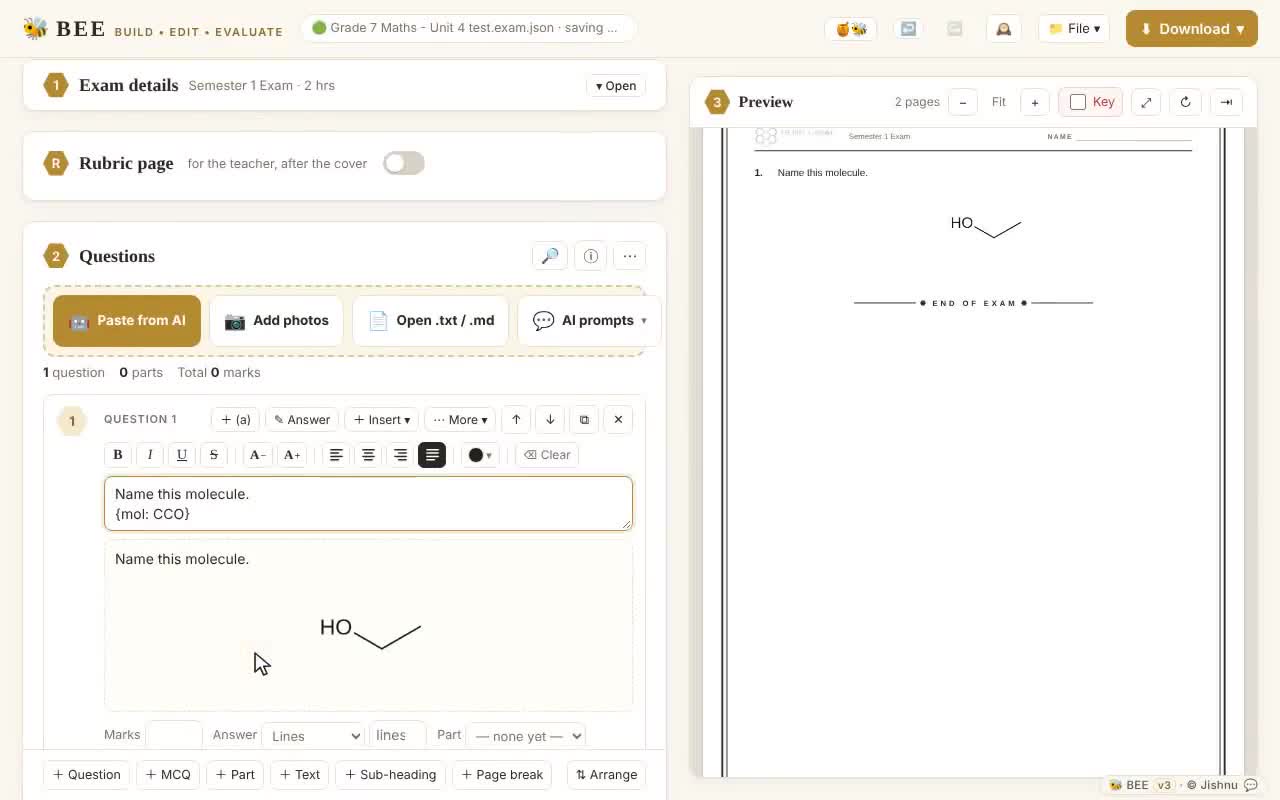 🐝 BEE BUILD • EDIT • EVALUATE
🟢 Grade 7 Maths - Unit 4 test.exam.json · saving ...
📁 File ▾
⬇ Download ▾
1 Exam details Semester 1 Exam · 2 hrs ▾ Open
R Rubric page for the teacher, after the cover
2 Questions
🤖 Paste from AI
📷 Add photos
📄 Open .txt / .md
💬 AI prompts ▾
1 question 0 parts Total 0 marks
1 QUESTION 1 + (a) ✎ Answer + Insert ▾ ··· More ▾ ↑ ↓ ⧉ ✕
B I U S A− A+ ⌫ Clear
Name this molecule.
{mol: CCO}
Name this molecule.
HO
Marks Answer Lines lines Part — none yet —
+ Question + MCQ + Part + Text + Sub-heading + Page break ⇅ Arrange
3 Preview 2 pages − Fit + Key
Semester 1 Exam NAME
1. Name this molecule.
HO
END OF EXAM
🐝 BEE v3 · © Jishnu 💬